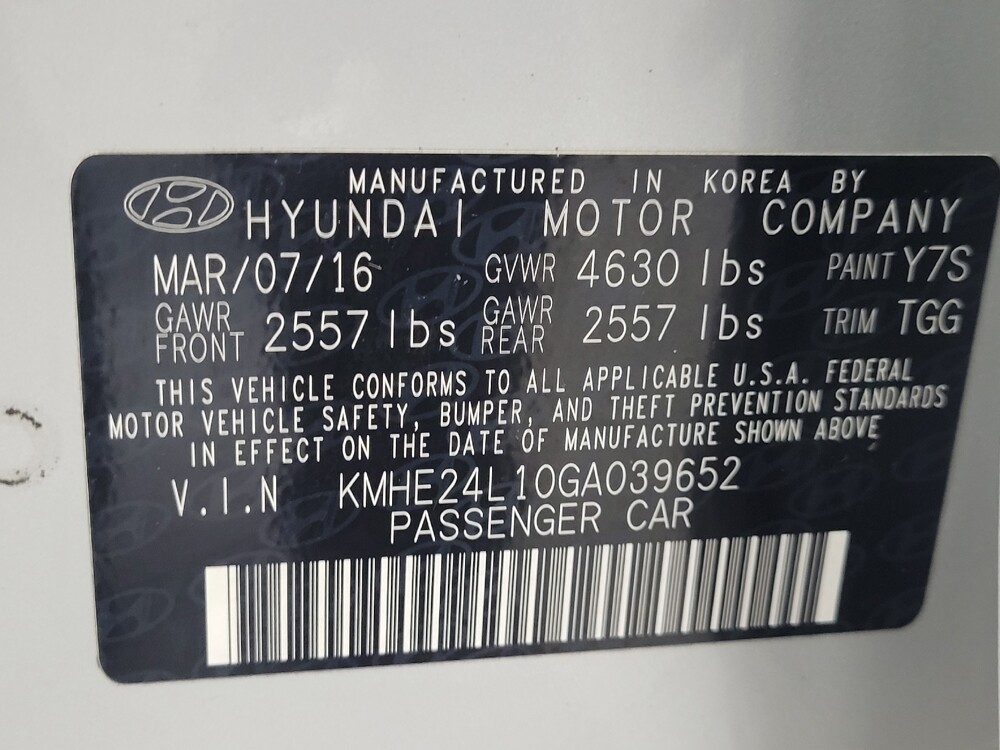 MANUFACTURED IN KOREA BY
HYUNDAI MOTOR COMPANY
MAR/07/16 GVWR 4630 lbs PAINT Y7S
GAWR FRONT 2557 lbs GAWR REAR 2557 lbs TRIM TGG
THIS VEHICLE CONFORMS TO ALL APPLICABLE U.S.A. FEDERAL
MOTOR VEHICLE SAFETY, BUMPER, AND THEFT PREVENTION STANDARDS
IN EFFECT ON THE DATE OF MANUFACTURE SHOWN ABOVE
V.I.N KMHE24L10GA039652
PASSENGER CAR